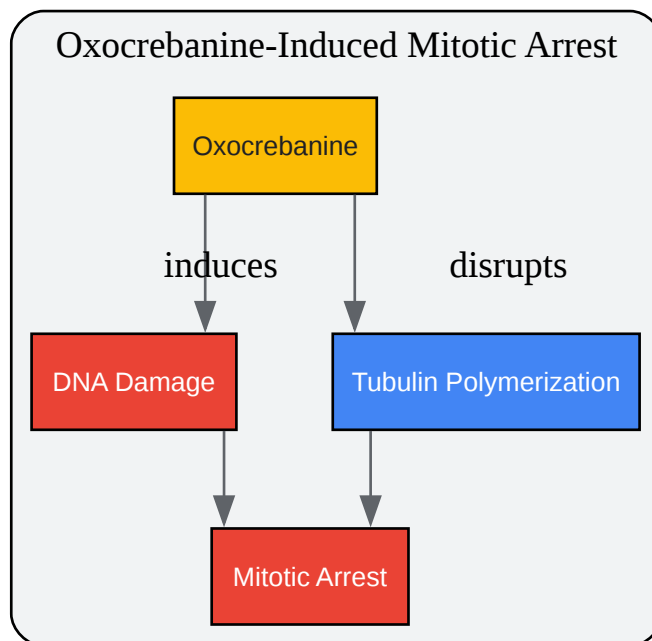 Oxocrebanine-Induced Mitotic Arrest
Oxocrebanine
induces
disrupts
DNA Damage
Tubulin Polymerization
Mitotic Arrest